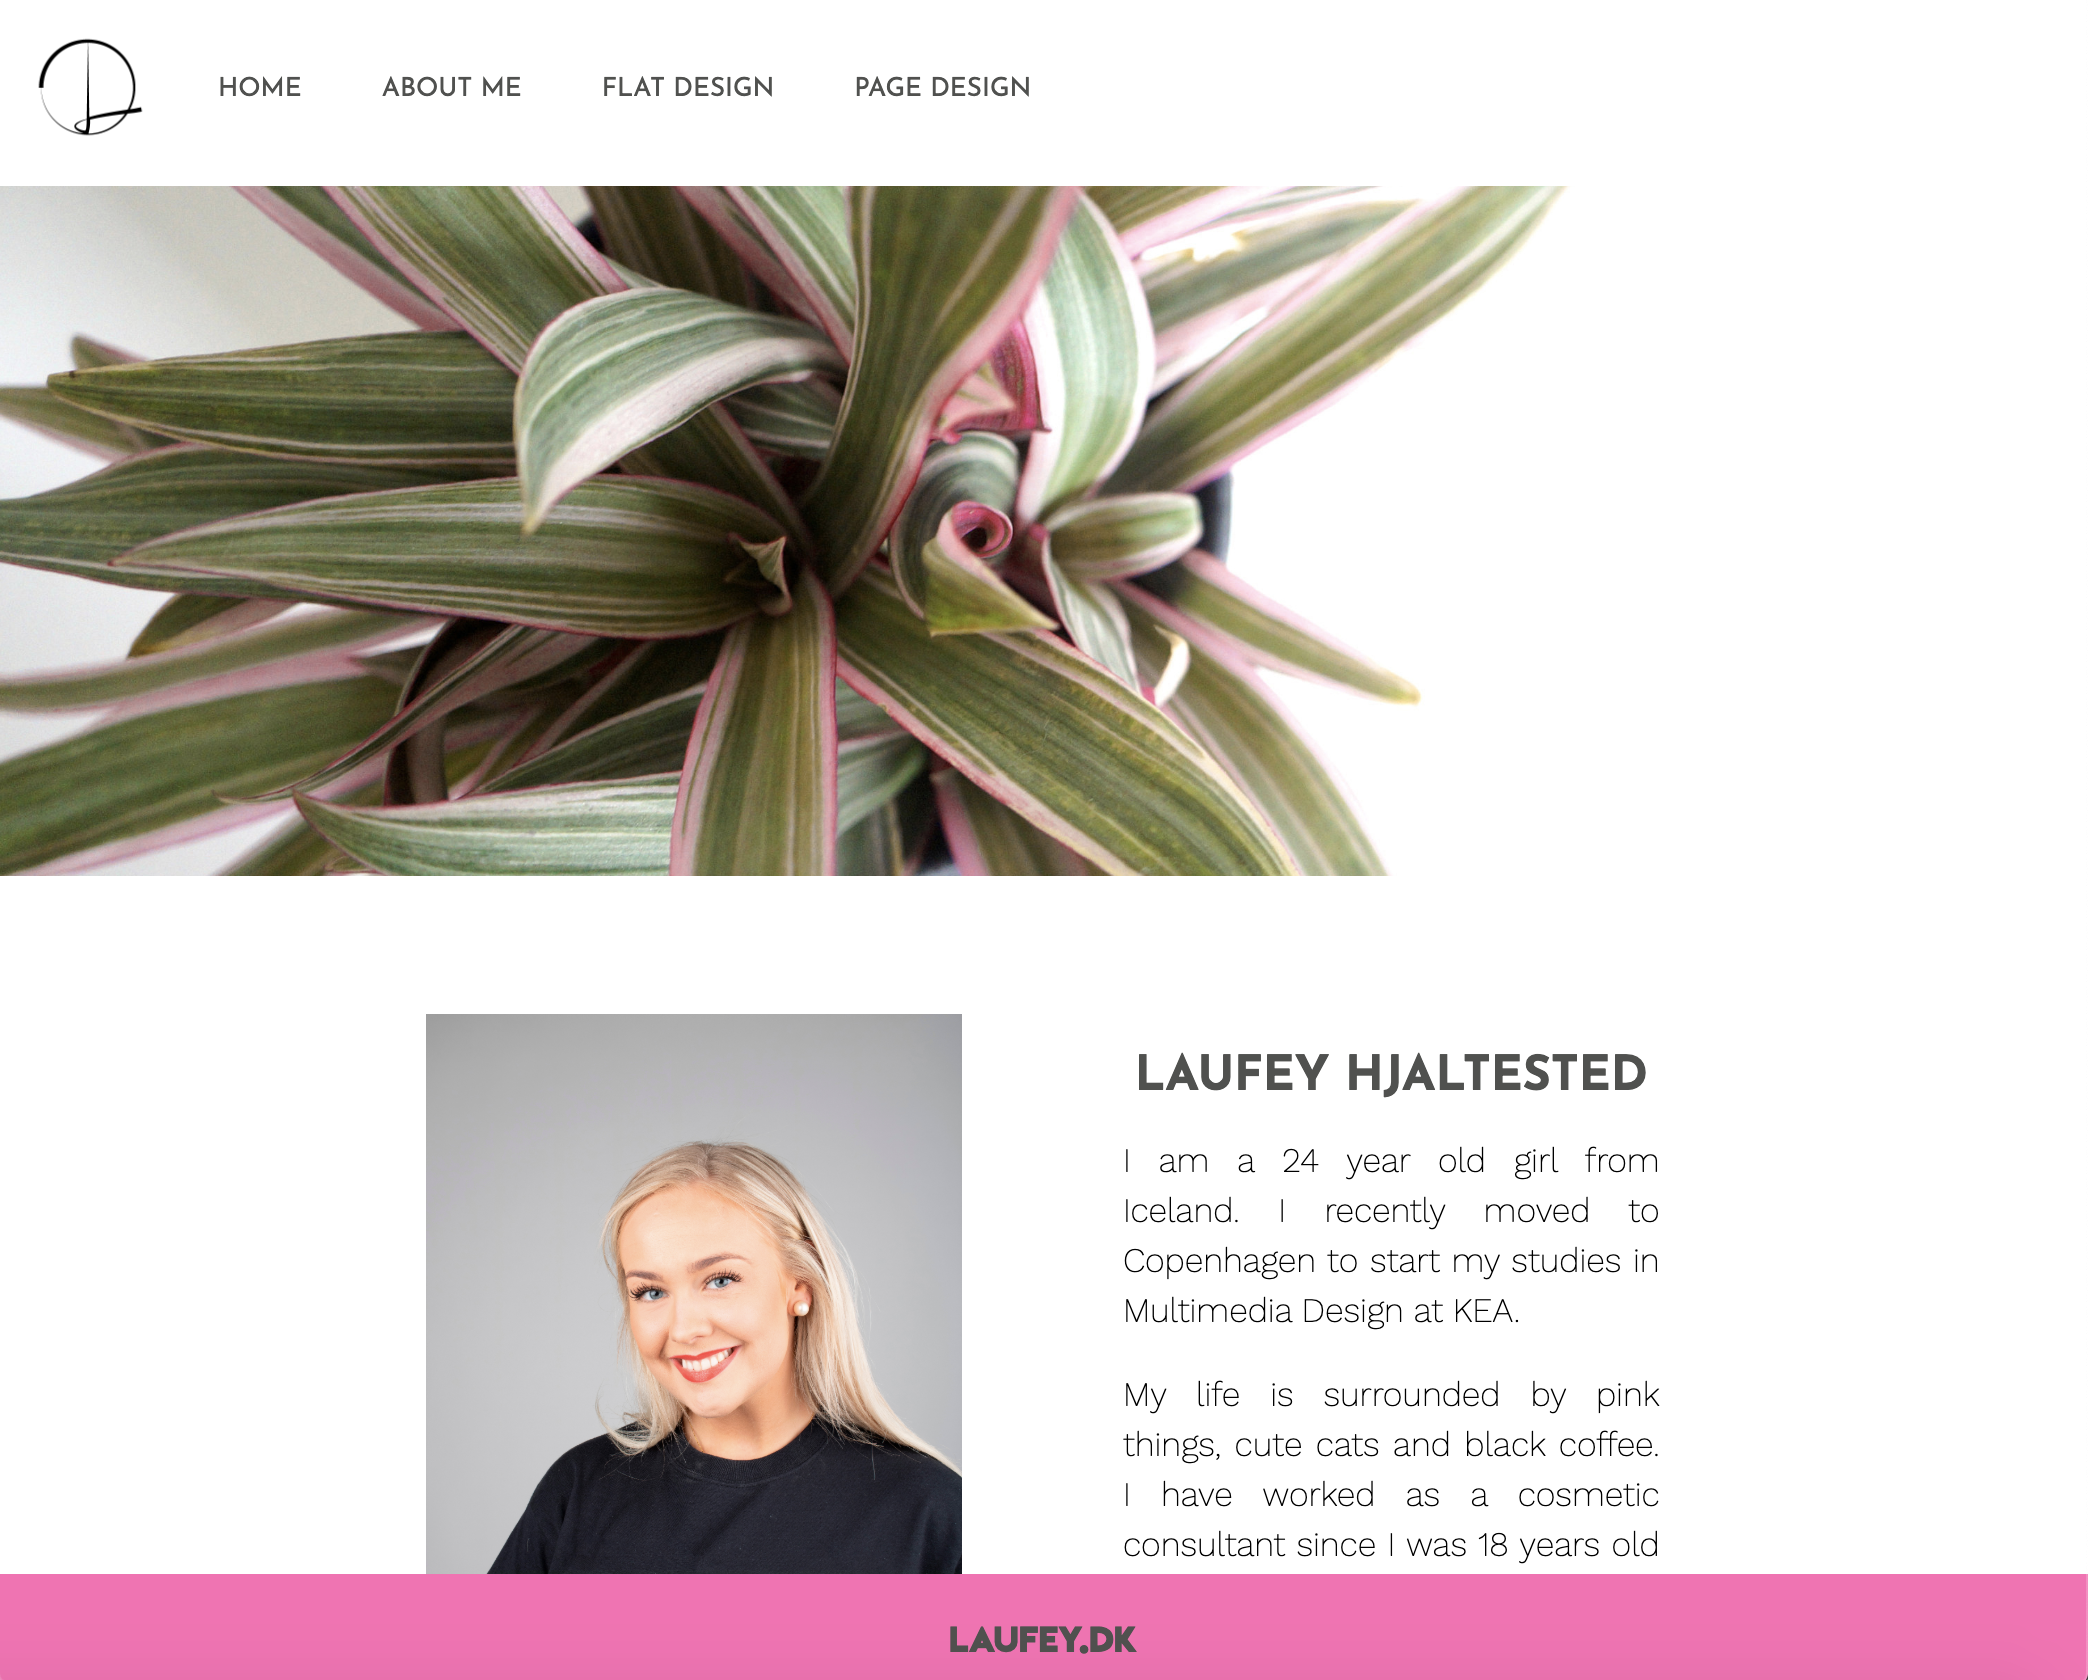 HOME ABOUT ME FLAT DESIGN PAGE DESIGN
LAUFEY HJALTESTED
I am a 24 year old girl from
Iceland. I recently moved to
Copenhagen to start my studies in
Multimedia Design at KEA.
My life is surrounded by pink
things, cute cats and black coffee.
I have worked as a cosmetic
consultant since I was 18 years old
LAUFEY.DK